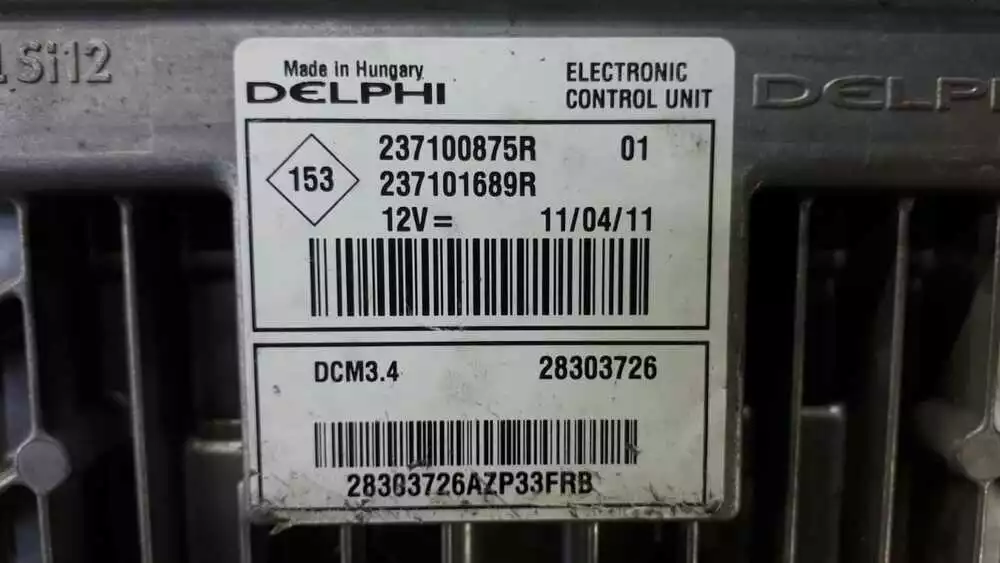 Si12
Made in Hungary
DELPHI
ELECTRONIC
CONTROL UNIT
DELPHI
153
237100875R 01
237101689R
12V= 11/04/11
DCM3.4 28303726
28303726AZP33FRB